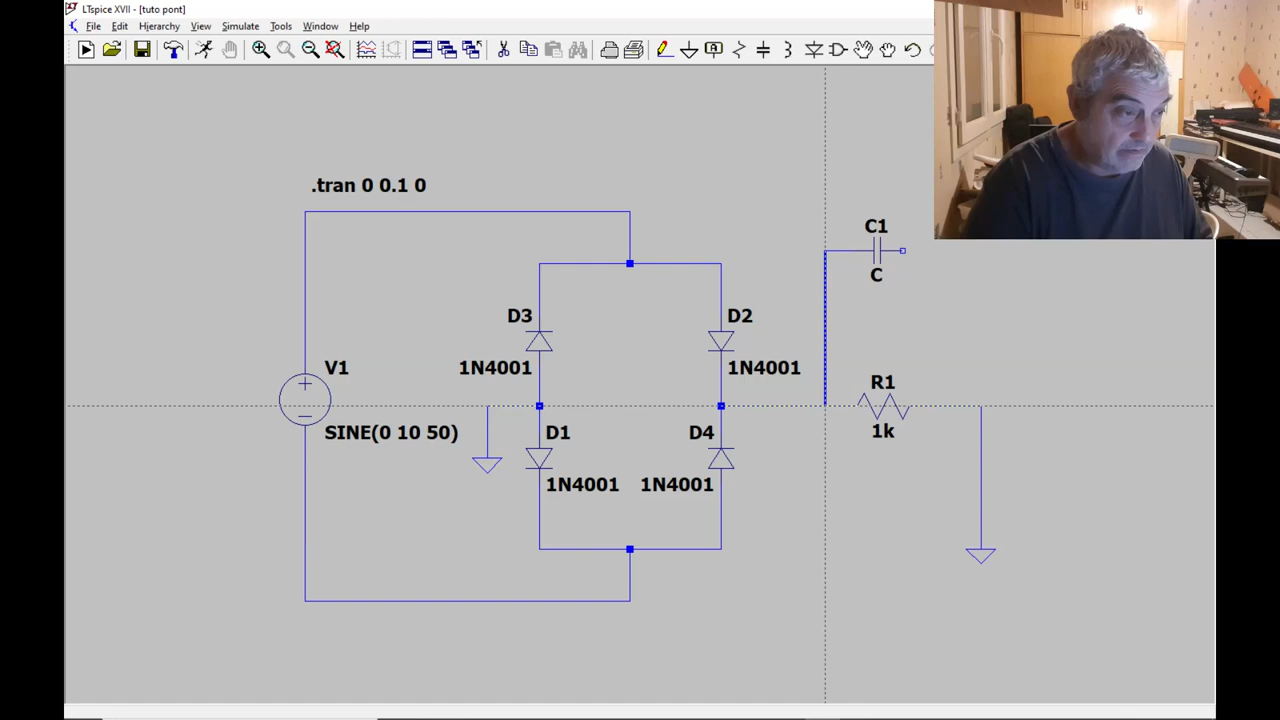 LTspice XVII - [tuto pont]
File Edit Hierarchy View Simulate Tools Window Help
.tran 0 0.1 0
C1
C
D3
D2
V1
1N4001
1N4001
R1
SINE(0 10 50)
D1
D4
1k
1N4001
1N4001